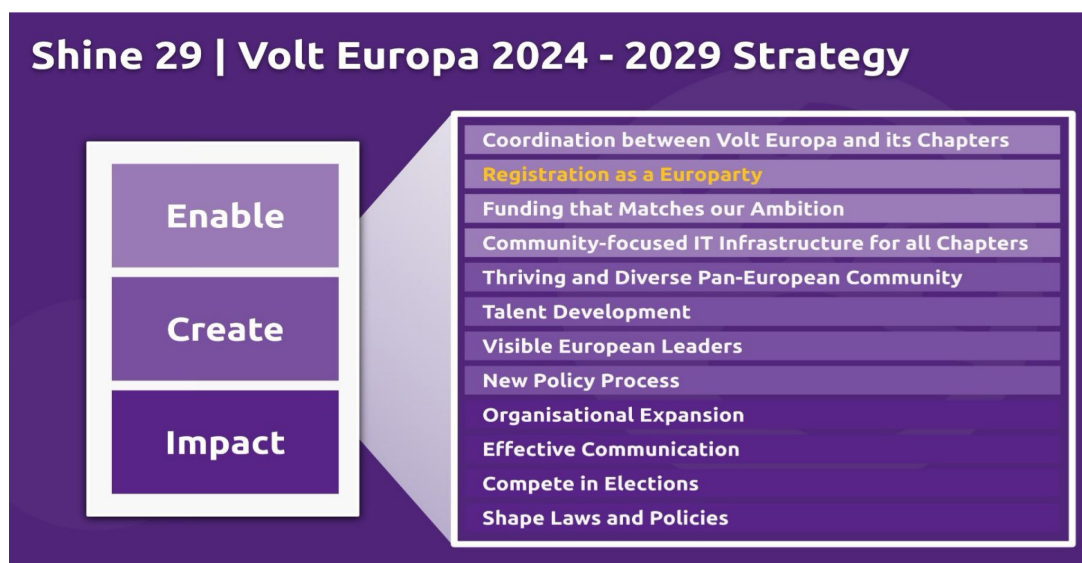 Shine 29 | Volt Europa 2024 - 2029 Strategy
Enable
Create
Impact
Coordination between Volt Europa and its Chapters
Registration as a Europarty
Funding that Matches our Ambition
Community-focused IT Infrastructure for all Chapters
Thriving and Diverse Pan-European Community
Talent Development
Visible European Leaders
New Policy Process
Organisational Expansion
Effective Communication
Compete in Elections
Shape Laws and Policies